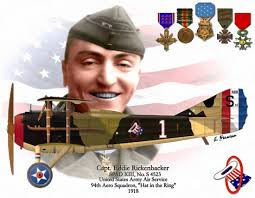 S
1
Capt. Eddie Rickenbacker
SPAD XIII, No. S 4523
United States Army Air Service
94th Aero Squadron, "Hat in the Ring"
1918